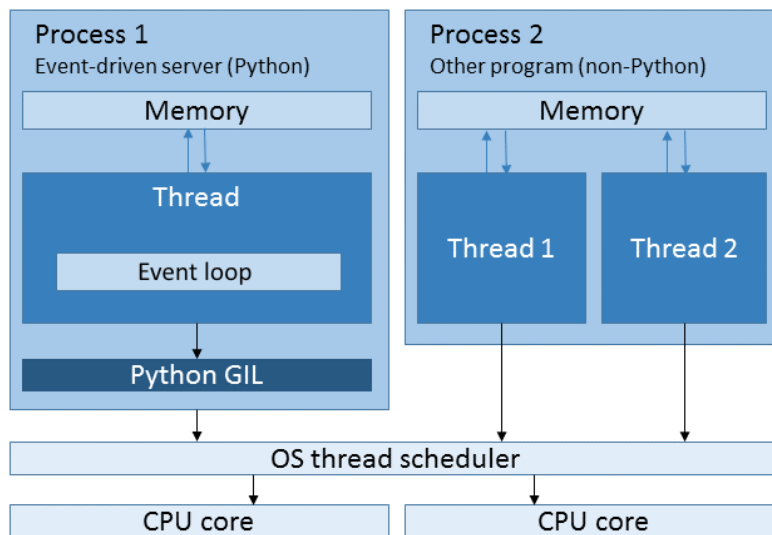 Process 1
Event-driven server (Python)
Memory
Thread
Event loop
Python GIL
Process 2
Other program (non-Python)
Memory
Thread 1
Thread 2
OS thread scheduler
CPU core
CPU core